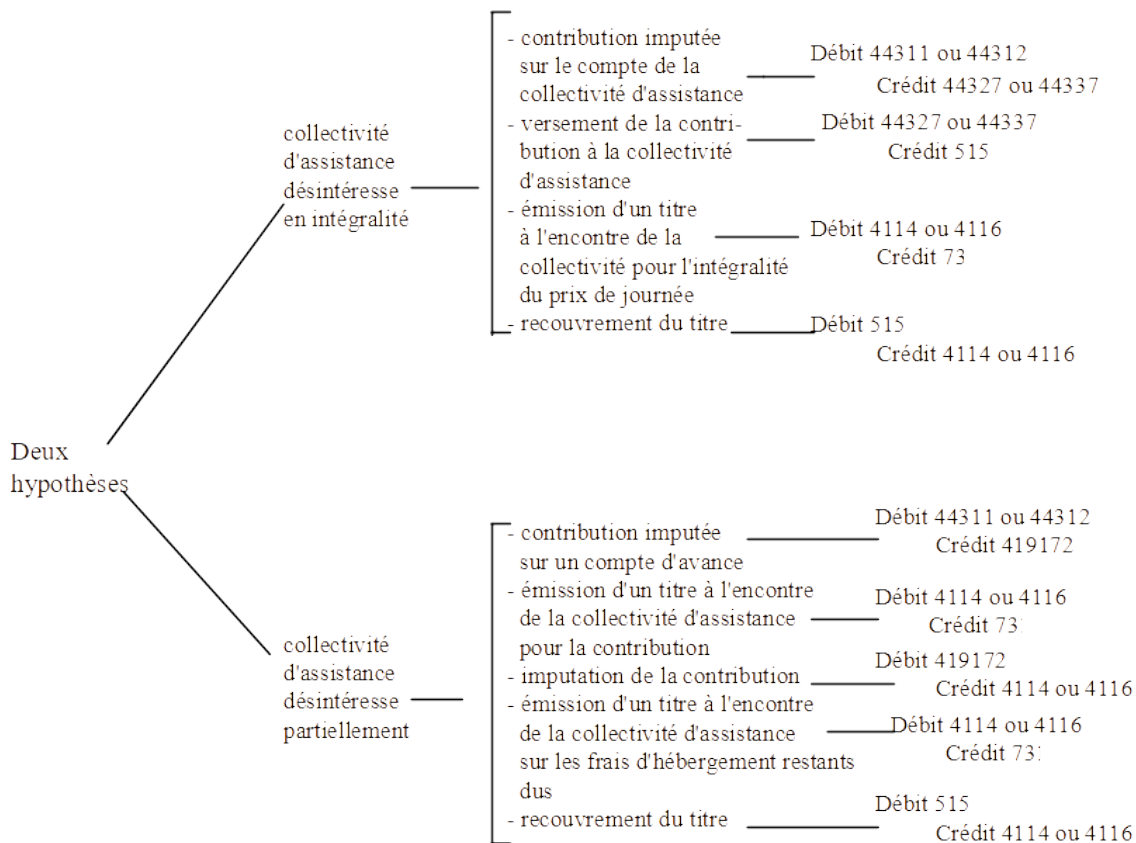 Deux
hypothèses
collectivité
d'assistance
désintéresse
en intégralité
- contribution imputée
sur le compte de la
collectivité d'assistance
Débit 44311 ou 44312
Crédit 44327 ou 44337
- versement de la contri-
bution à la collectivité
d'assistance
Débit 44327 ou 44337
Crédit 515
- émission d'un titre
à l'encontre de la
collectivité pour l'intégralité
du prix de journée
Débit 4114 ou 4116
Crédit 73
- recouvrement du titre
Débit 515
Crédit 4114 ou 4116
collectivité
d'assistance
désintéresse
partiellement
- contribution imputée
sur un compte d'avance
Débit 44311 ou 44312
Crédit 419172
- émission d'un titre à l'encontre
de la collectivité d'assistance
pour la contribution
Débit 4114 ou 4116
Crédit 73
- imputation de la contribution
Débit 419172
Crédit 4114 ou 4116
- émission d'un titre à l'encontre
de la collectivité d'assistance
sur les frais d'hébergement restants
dus
Débit 4114 ou 4116
Crédit 73
- recouvrement du titre
Débit 515
Crédit 4114 ou 4116